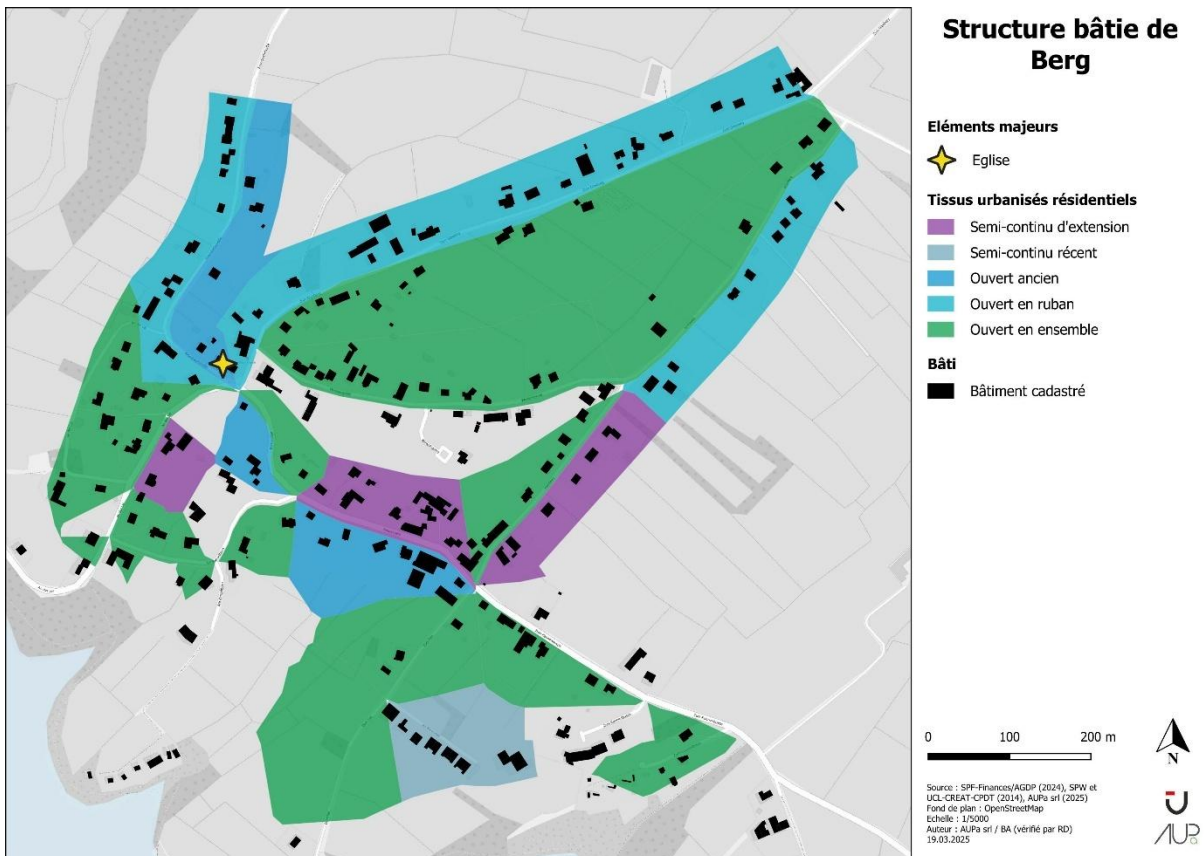 Structure bâtie de
Berg
Eléments majeurs
Eglise
Tissus urbanisés résidentiels
Semi-continu d'extension
Semi-continu récent
Ouvert ancien
Ouvert en ruban
Ouvert en ensemble
Bâti
Bâtiment cadastré
0 100 200 m
N
Source : SPF-Finances/AGDP (2024), SPW et
UCL-CREAT-CPDT (2014), AUPa srl (2025)
Fond de plan : OpenStreetMap
Echelle : 1/5000
Auteur : AUPa srl / BA (vérifié par RD)
19.03.2025